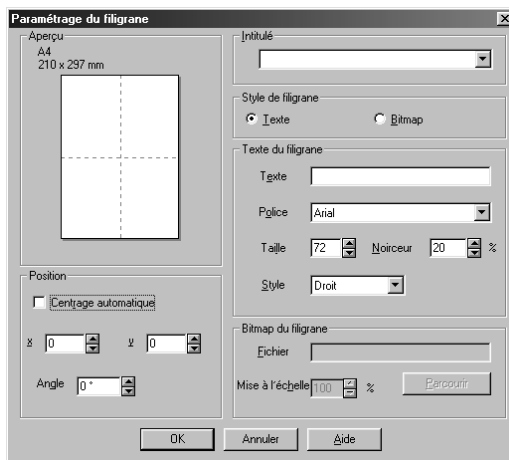 Paramétrage du filigrane
Aperçu
A4
210 x 297 mm
Position
Centrage automatique
x 0 y 0
Angle 0 °
Intitulé
Style de filigrane
Texte Bitmap
Texte du filigrane
Texte
Police Arial
Taille 72 Noirceur 20 %
Style Droit
Bitmap du filigrane
Fichier
Mise à l'échelle 100 % Parcourir
OK Annuler Aide